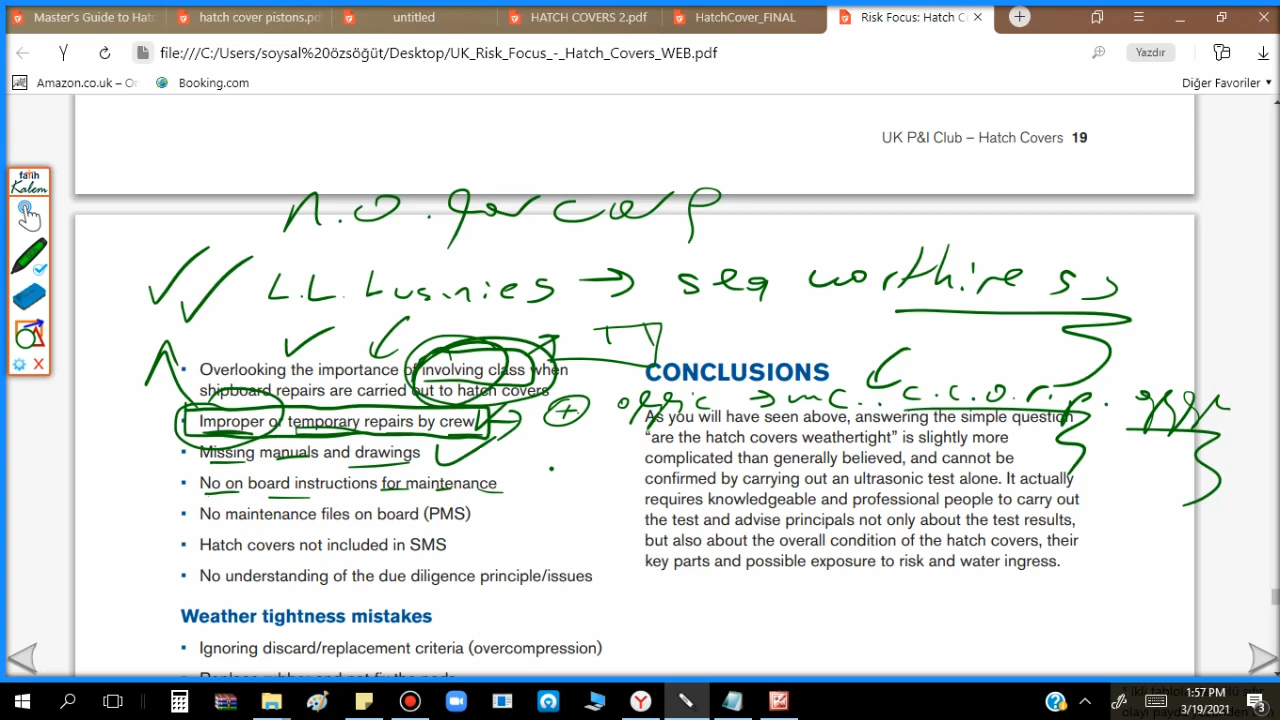 Master's Guide to Hatc
hatch cover pistons.pd
untitled
HATCH COVERS 2.pdf
HatchCover_FINAL
Risk Focus: Hatch C
file:///C:/Users/soysal%20özsöğüt/Desktop/UK_Risk_Focus_-_Hatch_Covers_WEB.pdf
Yazdır
Amazon.co.uk – On
Booking.com
Diğer Favoriler
UK P&I Club – Hatch Covers 19
fatih
Kalem
N.O. for
L.L.
→ sea worthiness
• Overlooking the importance of involving class when
shipboard repairs are carried out to hatch covers
• Improper or temporary repairs by crew
• Missing manuals and drawings
• No on board instructions for maintenance
• No maintenance files on board (PMS)
• Hatch covers not included in SMS
• No understanding of the due diligence principle/issues
Weather tightness mistakes
• Ignoring discard/replacement criteria (overcompression)
CONCLUSIONS
As you will have seen above, answering the simple question
“are the hatch covers weathertight” is slightly more
complicated than generally believed, and cannot be
confirmed by carrying out an ultrasonic test alone. It actually
requires knowledgeable and professional people to carry out
the test and advise principals not only about the test results,
but also about the overall condition of the hatch covers, their
key parts and possible exposure to risk and water ingress.
1:57 PM
3/19/2021
3